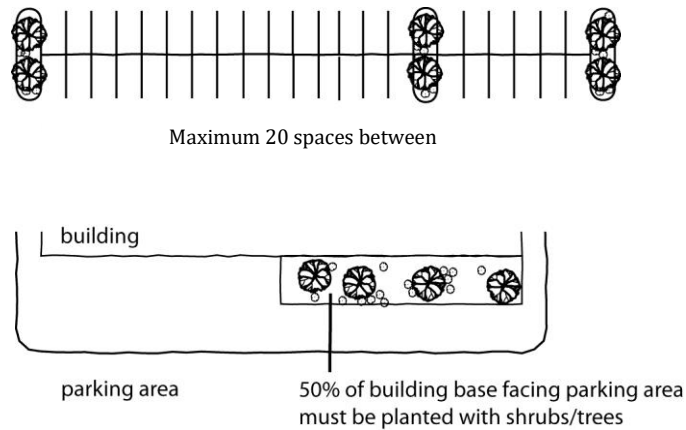 Maximum 20 spaces between
building
parking area
50% of building base facing parking area
must be planted with shrubs/trees